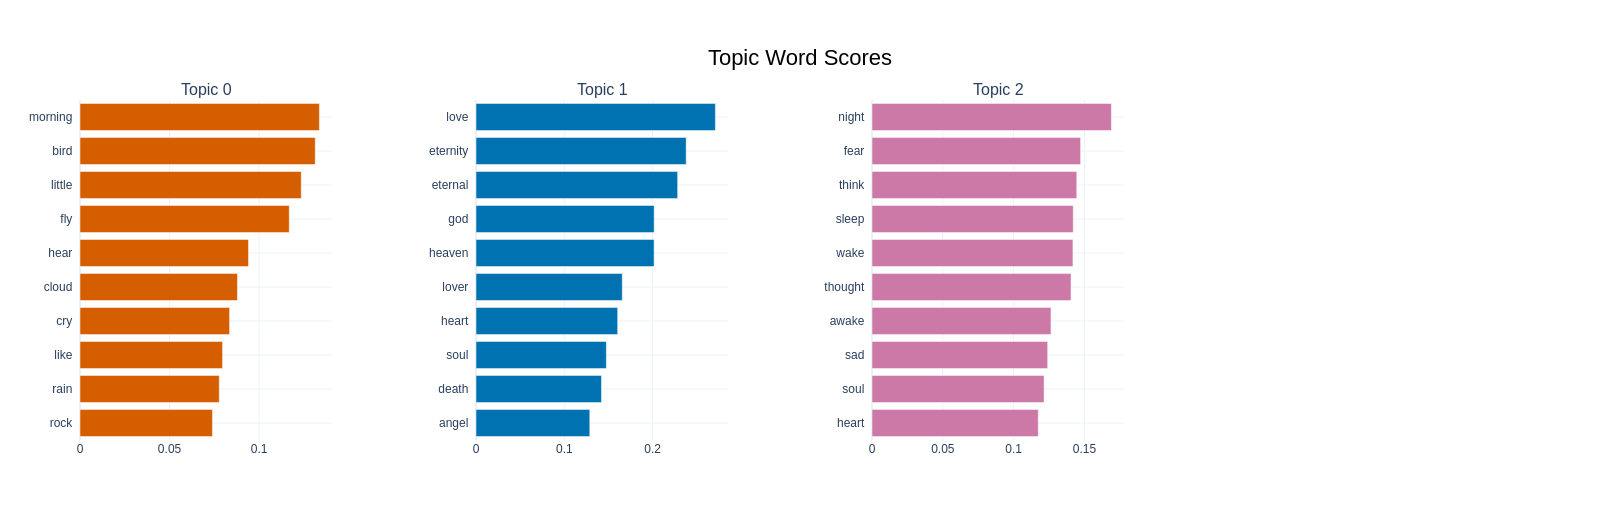 Topic Word Scores
Topic 0
morning
bird
little
fly
hear
cloud
cry
like
rain
rock
0 0.05 0.1
Topic 1
love
eternity
eternal
god
heaven
lover
heart
soul
death
angel
0 0.1 0.2
Topic 2
night
fear
think
sleep
wake
thought
awake
sad
soul
heart
0 0.05 0.1 0.15